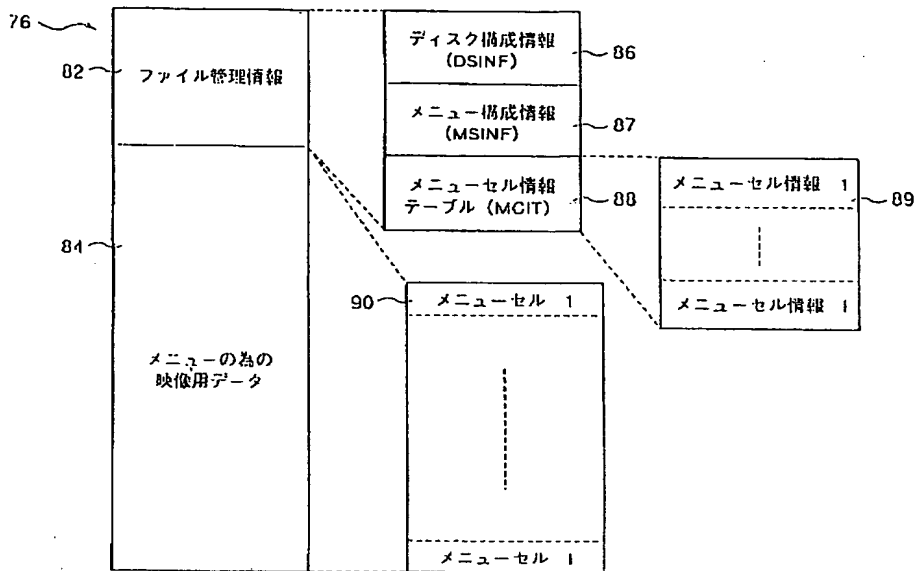 76
82
ファイル管理情報
84
メニューの為の
映像用データ
ディスク構成情報
(DSINF)
86
メニュー構成情報
(MSINF)
87
メニューセル情報
テーブル (MCIT)
88
メニューセル情報 1
89
メニューセル情報 i
90
メニューセル 1
メニューセル i